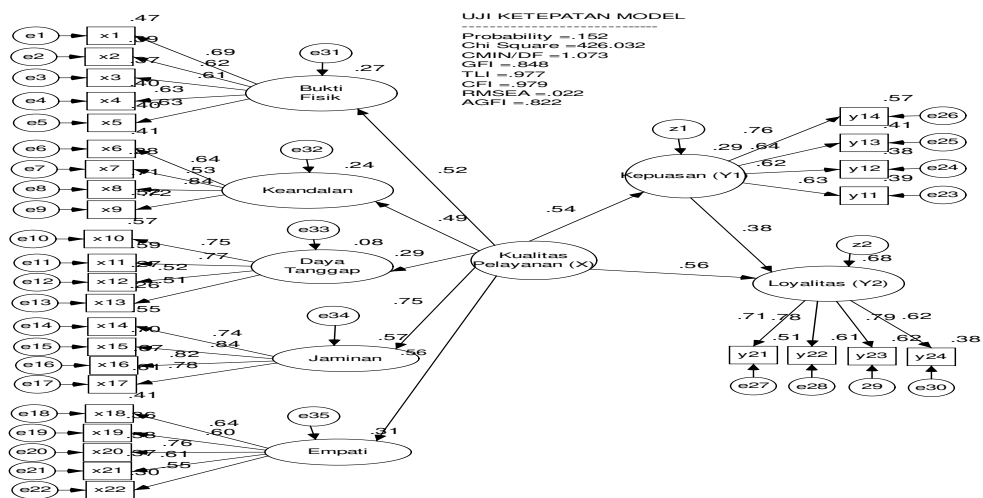 UJI KETEPATAN MODEL
Probability =.152
Chi Square =426.032
CMIN/DF =1.073
GFI =.848
TLI =.977
CFI =.979
RMSEA =.022
AGFI =.822
.47
e1
x1
e2
x2
e3
x3
e4
x4
e5
x5
.69
.62
.61
.63
.63
e31
.27
Bukti
Fisik
.41
e6
x6
e7
x7
e8
x8
e9
x9
.64
.53
.84
e32
.24
Keandalan
.57
e10
x10
e11
x11
e12
x12
e13
x13
.75
.77
.52
.51
e33
.08
Daya
Tanggap
.55
e14
x14
e15
x15
e16
x16
e17
x17
.74
.84
.82
.78
e34
.57
Jaminan
.41
e18
x18
e19
x19
e20
x20
e21
x21
e22
x22
.64
.60
.76
.61
.55
e35
.31
Empati
.52
.49
.29
.75
.56
Kualitas
Pelayanan (X)
.54
.56
z1
.29
Kepuasan (Y1)
.76
.64
.62
.63
.57
y14
e26
.41
y13
e25
.38
y12
e24
.39
y11
e23
.38
z2
.68
Loyalitas (Y2)
.71
.78
.79
.62
.51
.61
.62
.38
y21
y22
y23
y24
e27
e28
29
e30